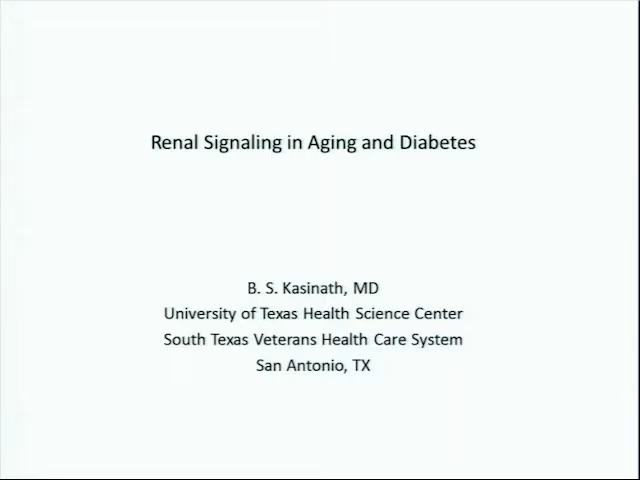 Renal Signaling in Aging and Diabetes
B. S. Kasinath, MD
University of Texas Health Science Center
South Texas Veterans Health Care System
San Antonio, TX